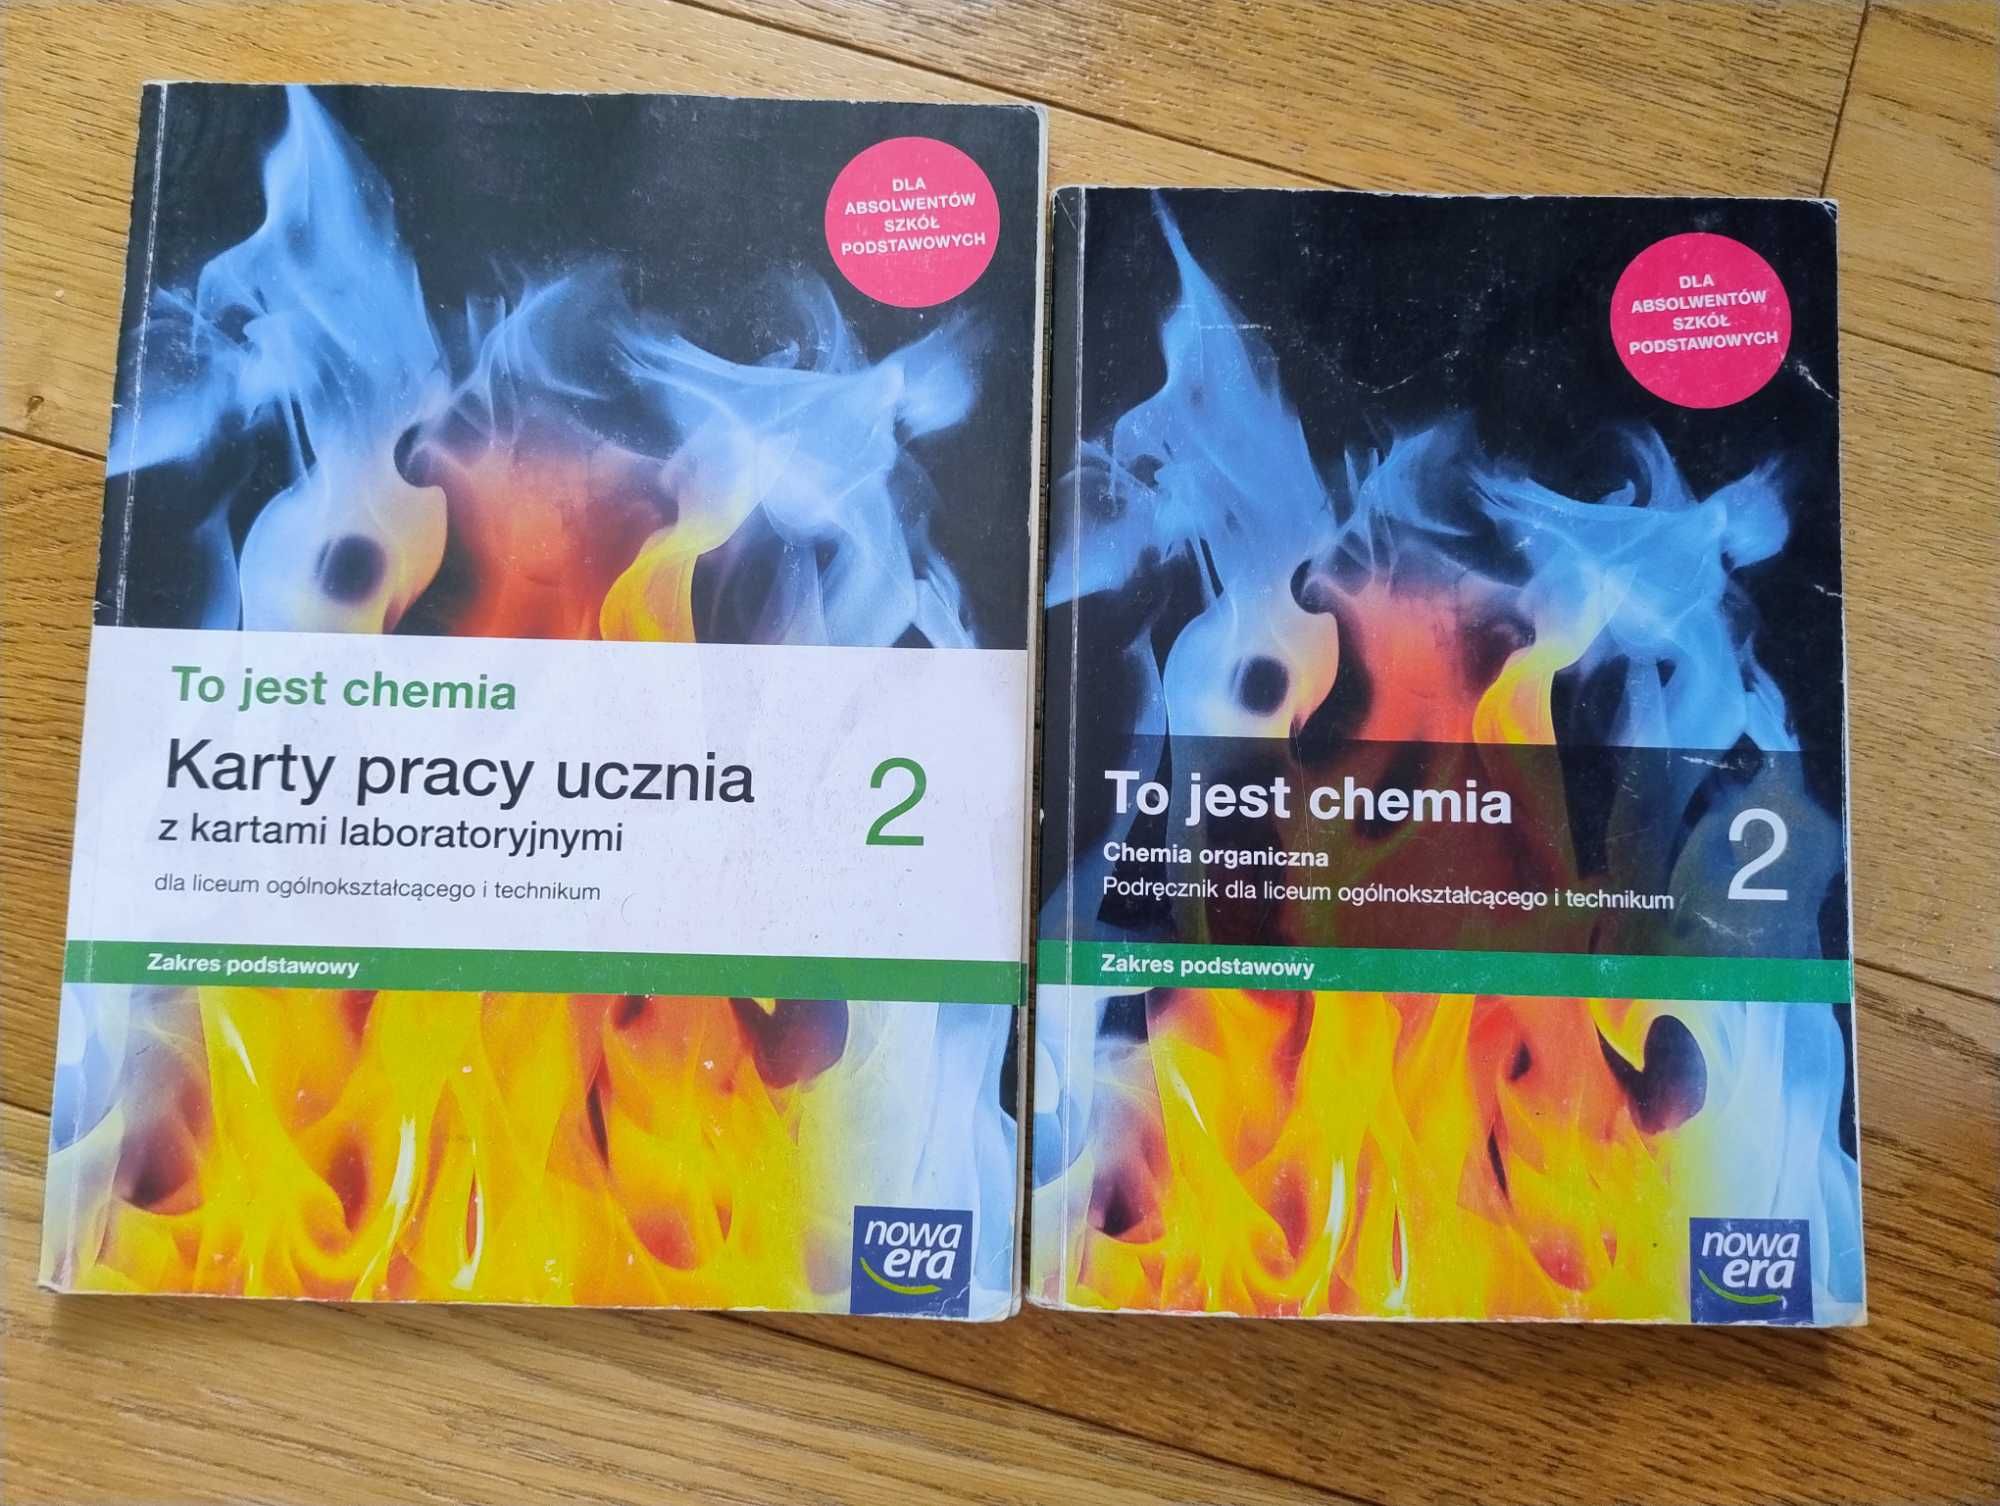 DLA
ABSOLWENTÓW
SZKÓŁ
PODSTAWOWYCH
To jest chemia
Karty pracy ucznia
z kartami laboratoryjnymi
2
dla liceum ogólnokształcącego i technikum
Zakres podstawowy
nowa
era
DLA
ABSOLWENTÓW
SZKÓŁ
PODSTAWOWYCH
To jest chemia
2
Chemia organiczna
Podręcznik dla liceum ogólnokształcącego i technikum
Zakres podstawowy
nowa
era